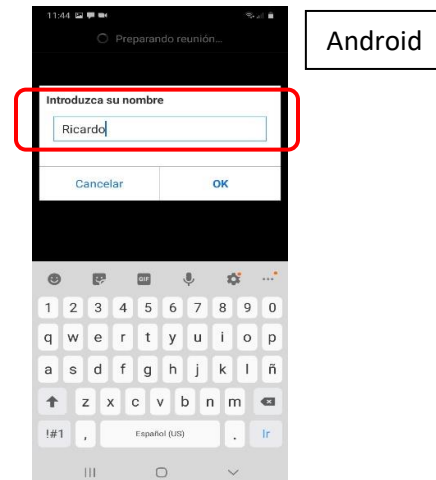 11:44
Android
Preparando reunión...
Introduzca su nombre
Ricardo
Cancelar OK
GIF
1 2 3 4 5 6 7 8 9 0
q w e r t y u i o p
a s d f g h j k l ñ
z x c v b n m
!#1 , Español (US) . Ir